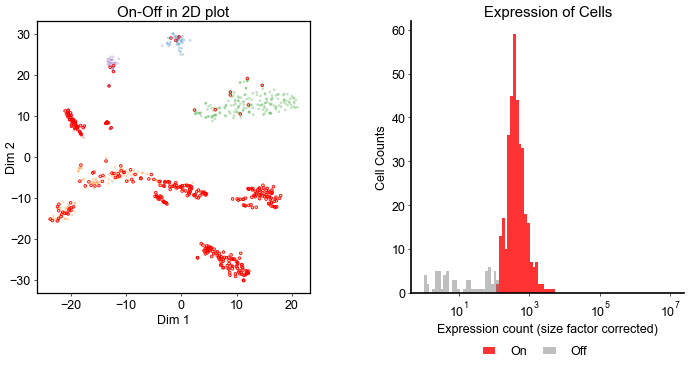 On-Off in 2D plot
30
20
10
0
−10
−20
−30
Dim 2
−20 −10 0 10 20
Dim 1
Expression of Cells
60
50
40
30
20
10
0
Cell Counts
10^1 10^3 10^5 10^7
Expression count (size factor corrected)
On Off